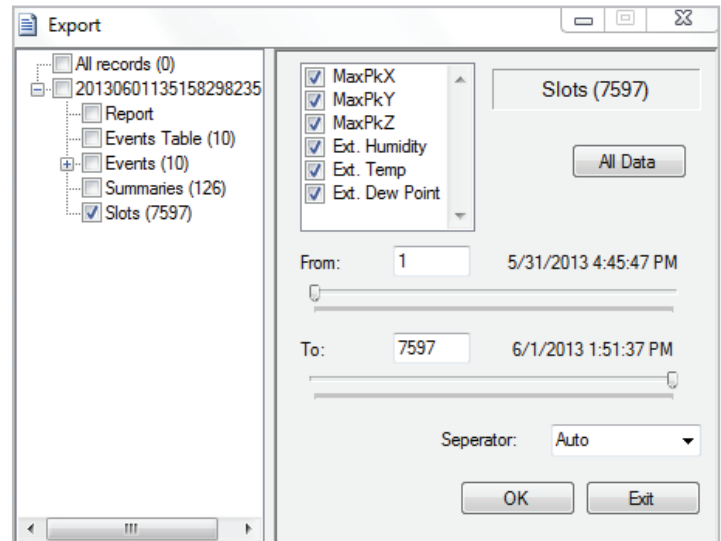 Export
All records (0)
20130601135158298235
Report
Events Table (10)
Events (10)
Summaries (126)
Slots (7597)
MaxPkX
MaxPkY
MaxPkZ
Ext. Humidity
Ext. Temp
Ext. Dew Point
Slots (7597)
All Data
From: 1 5/31/2013 4:45:47 PM
To: 7597 6/1/2013 1:51:37 PM
Seperator: Auto
OK Exit